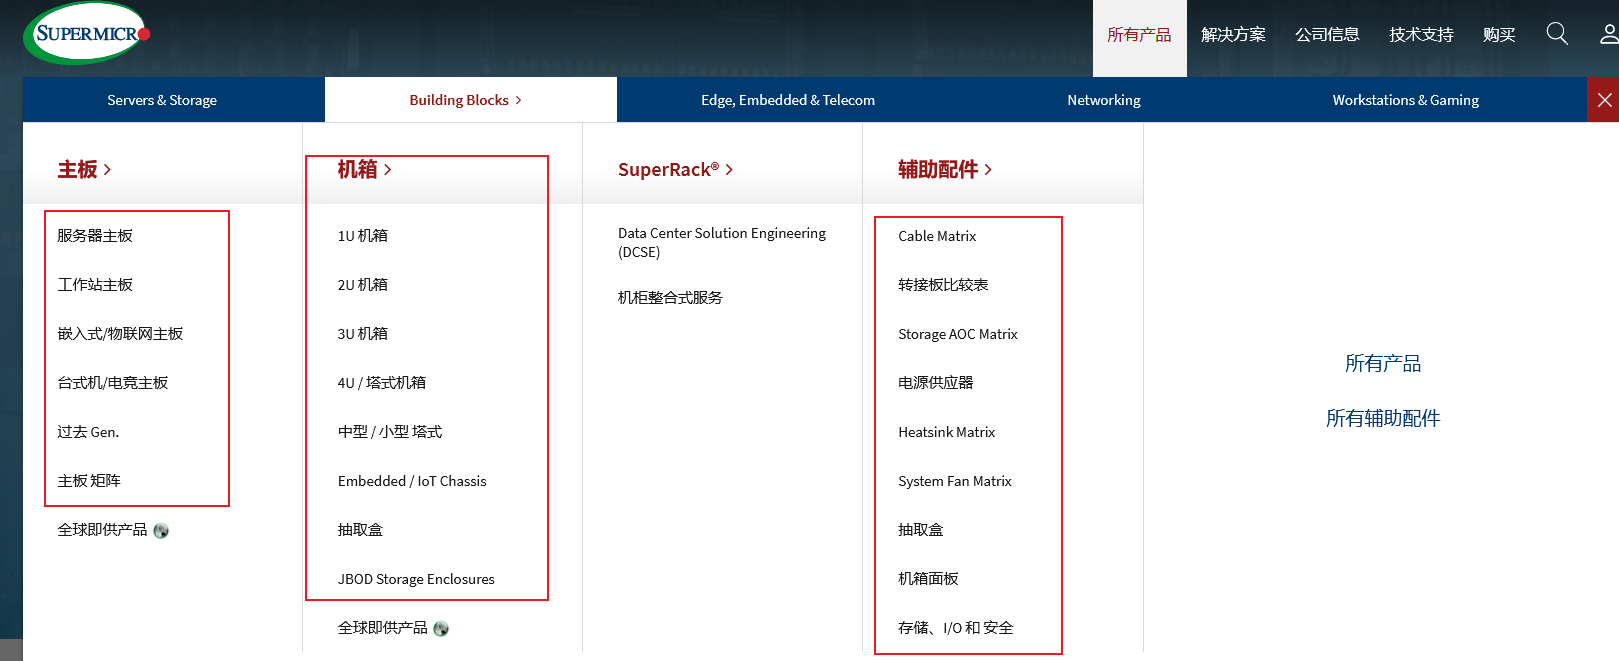 SUPERMICR
所有产品
解决方案
公司信息
技术支持
购买
Servers & Storage
Building Blocks >
Edge, Embedded & Telecom
Networking
Workstations & Gaming
主板 >
服务器主板
工作站主板
嵌入式/物联网主板
台式机/电竞主板
过去 Gen.
主板 矩阵
全球即供产品
机箱 >
1U 机箱
2U 机箱
3U 机箱
4U / 塔式机箱
中型 / 小型 塔式
Embedded / IoT Chassis
抽取盒
JBOD Storage Enclosures
全球即供产品
SuperRack® >
Data Center Solution Engineering
(DCSE)
机柜整合式服务
辅助配件 >
Cable Matrix
转接板比较表
Storage AOC Matrix
电源供应器
Heatsink Matrix
System Fan Matrix
抽取盒
机箱面板
存储、I/O 和 安全
所有产品
所有辅助配件